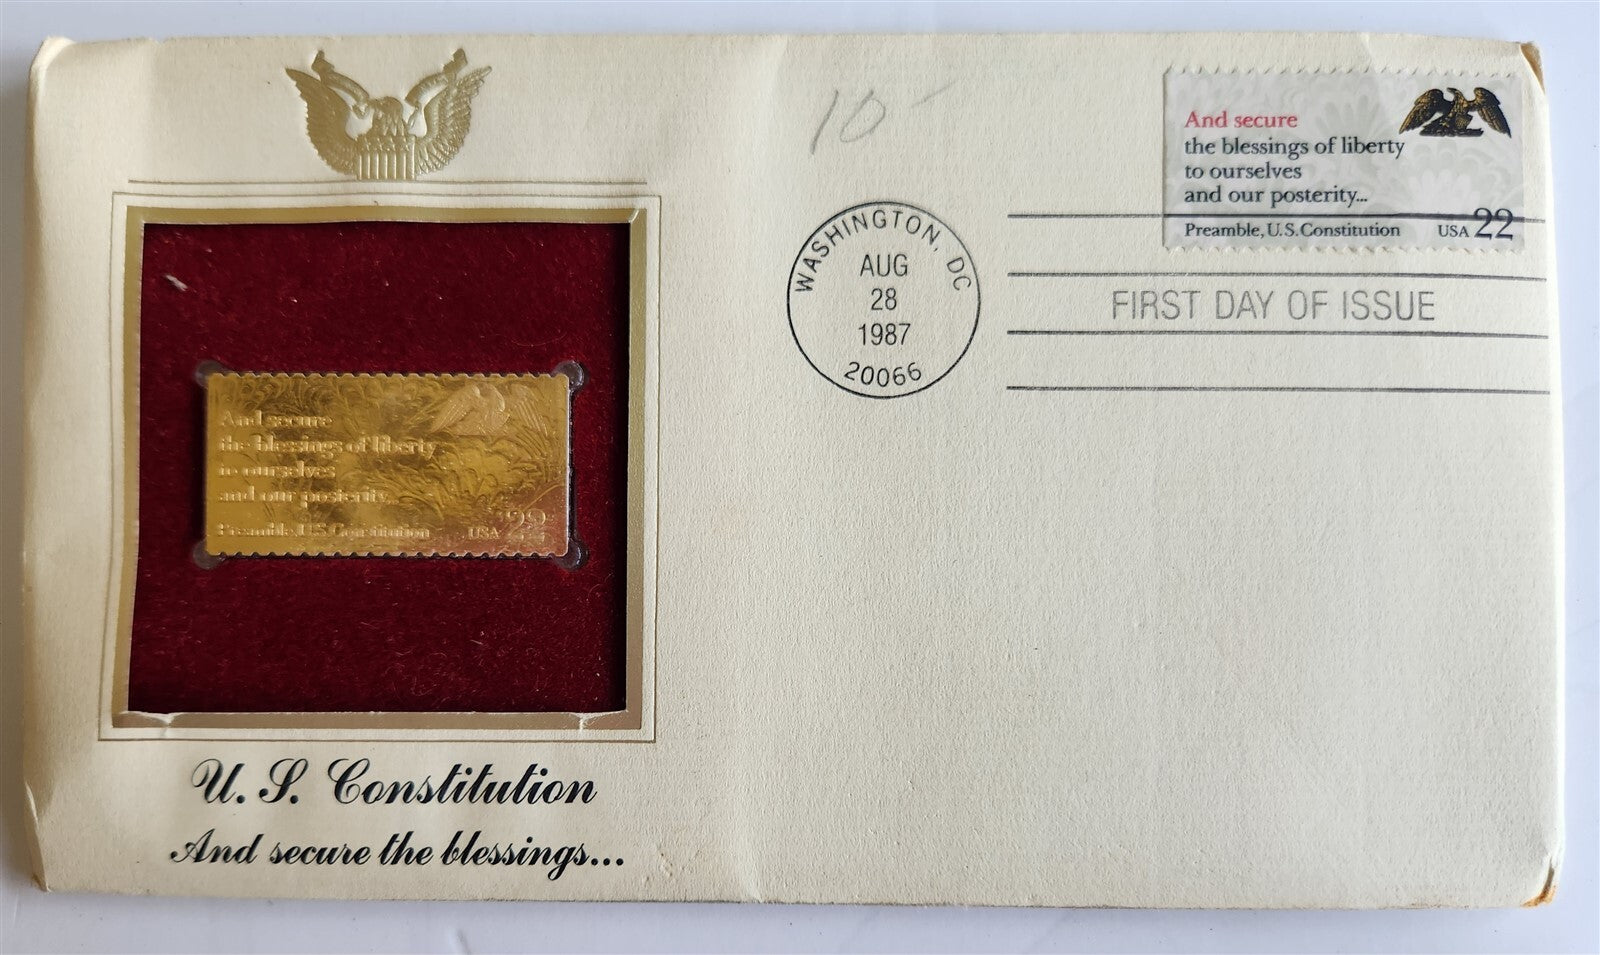 10-
And secure
the blessings of liberty
to ourselves
and our posterity...
Preamble, U.S. Constitution USA 22
WASHINGTON, DC
AUG
28
1987
20066
FIRST DAY OF ISSUE
And secure
the blessings of liberty
to ourselves
and our posterity...
Preamble, U.S. Constitution USA 22
U. S. Constitution
And secure the blessings...